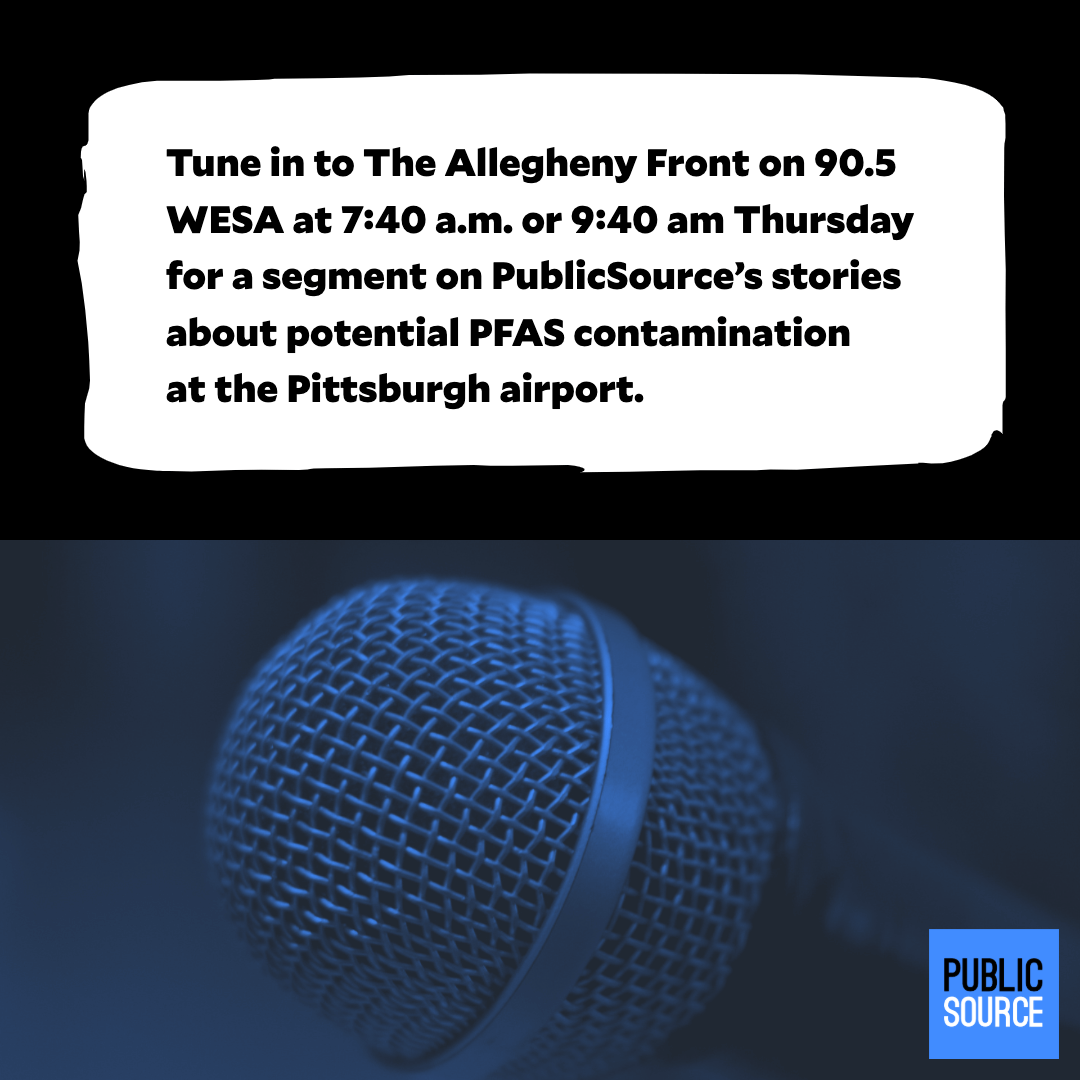 Tune in to The Allegheny Front on 90.5
WESA at 7:40 a.m. or 9:40 am Thursday
for a segment on PublicSource’s stories
about potential PFAS contamination
at the Pittsburgh airport.
PUBLIC
SOURCE